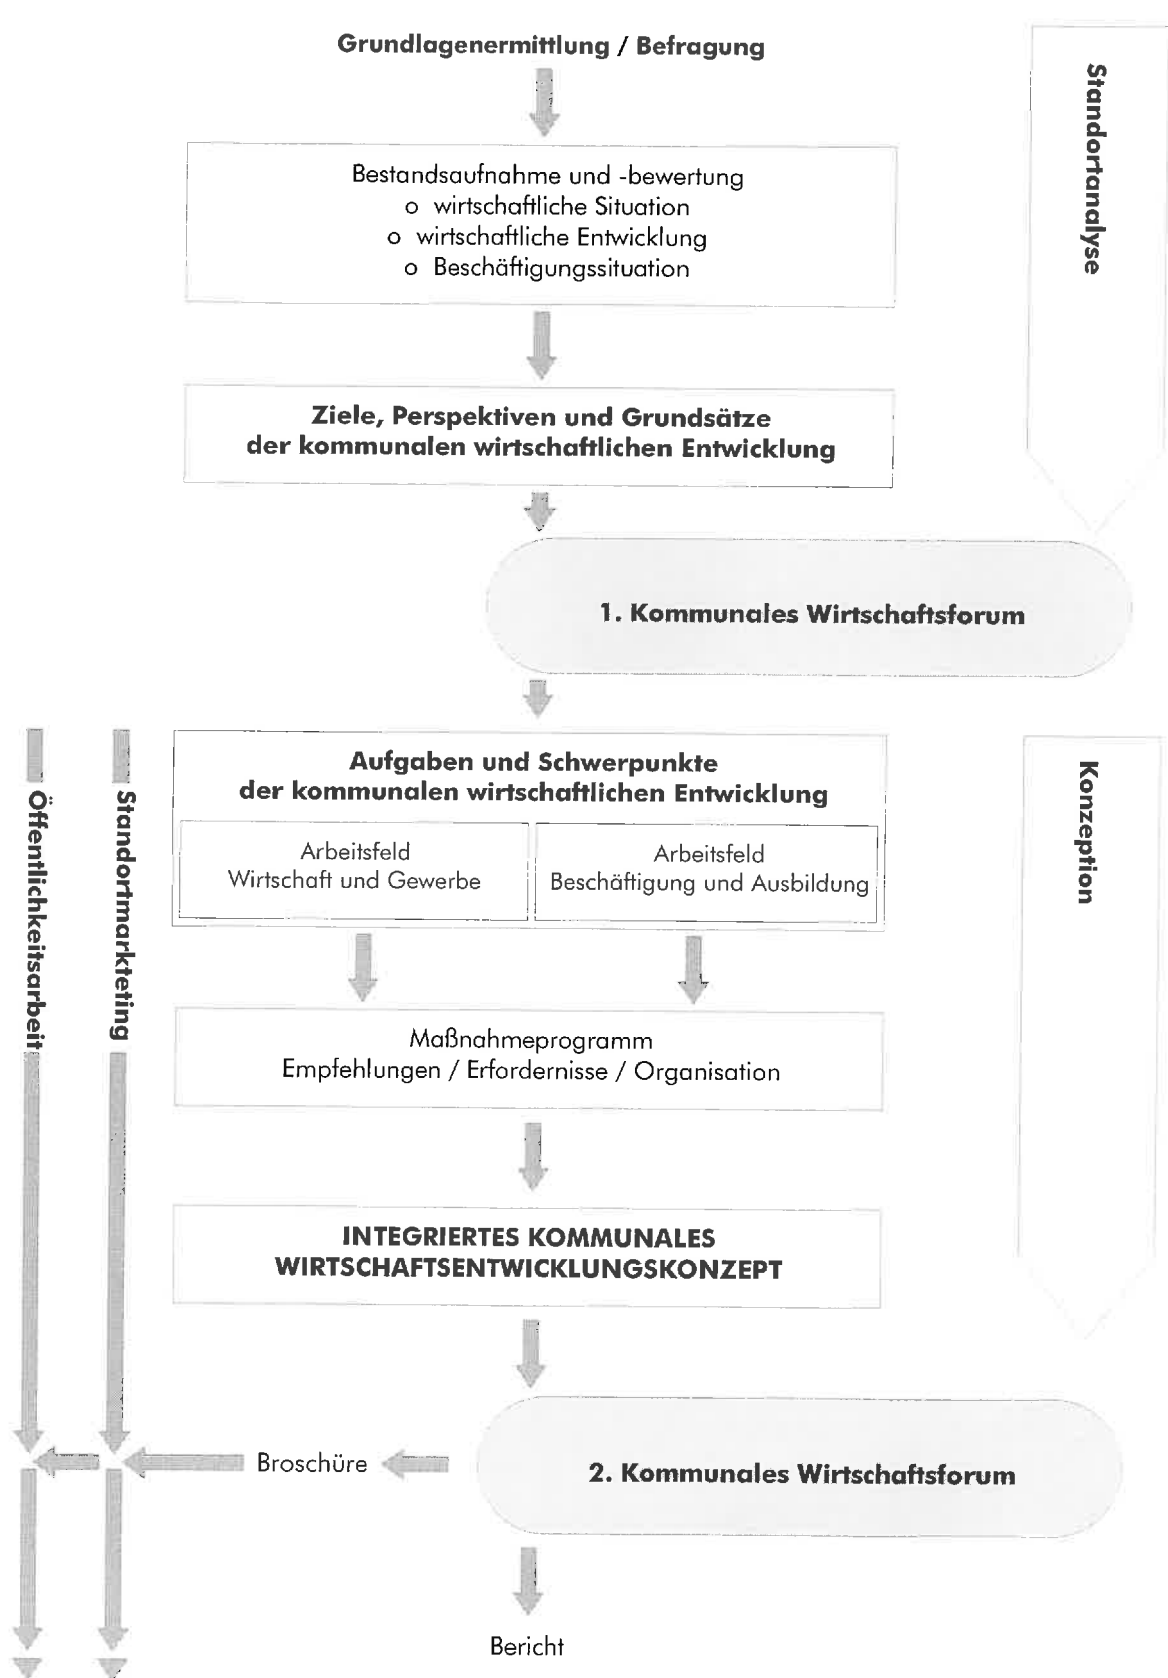 Grundlagenermittlung / Befragung
Standortanalyse
Bestandsaufnahme und -bewertung
o wirtschaftliche Situation
o wirtschaftliche Entwicklung
o Beschäftigungssituation
Ziele, Perspektiven und Grundsätze
der kommunalen wirtschaftlichen Entwicklung
1. Kommunales Wirtschaftsforum
Öffentlichkeitsarbeit
Standortmarkteting
Aufgaben und Schwerpunkte
der kommunalen wirtschaftlichen Entwicklung
Arbeitsfeld
Wirtschaft und Gewerbe
Arbeitsfeld
Beschäftigung und Ausbildung
Konzeption
Maßnahmeprogramm
Empfehlungen / Erfordernisse / Organisation
INTEGRIERTES KOMMUNALES
WIRTSCHAFTSENTWICKLUNGSKONZEPT
Broschüre
2. Kommunales Wirtschaftsforum
Bericht